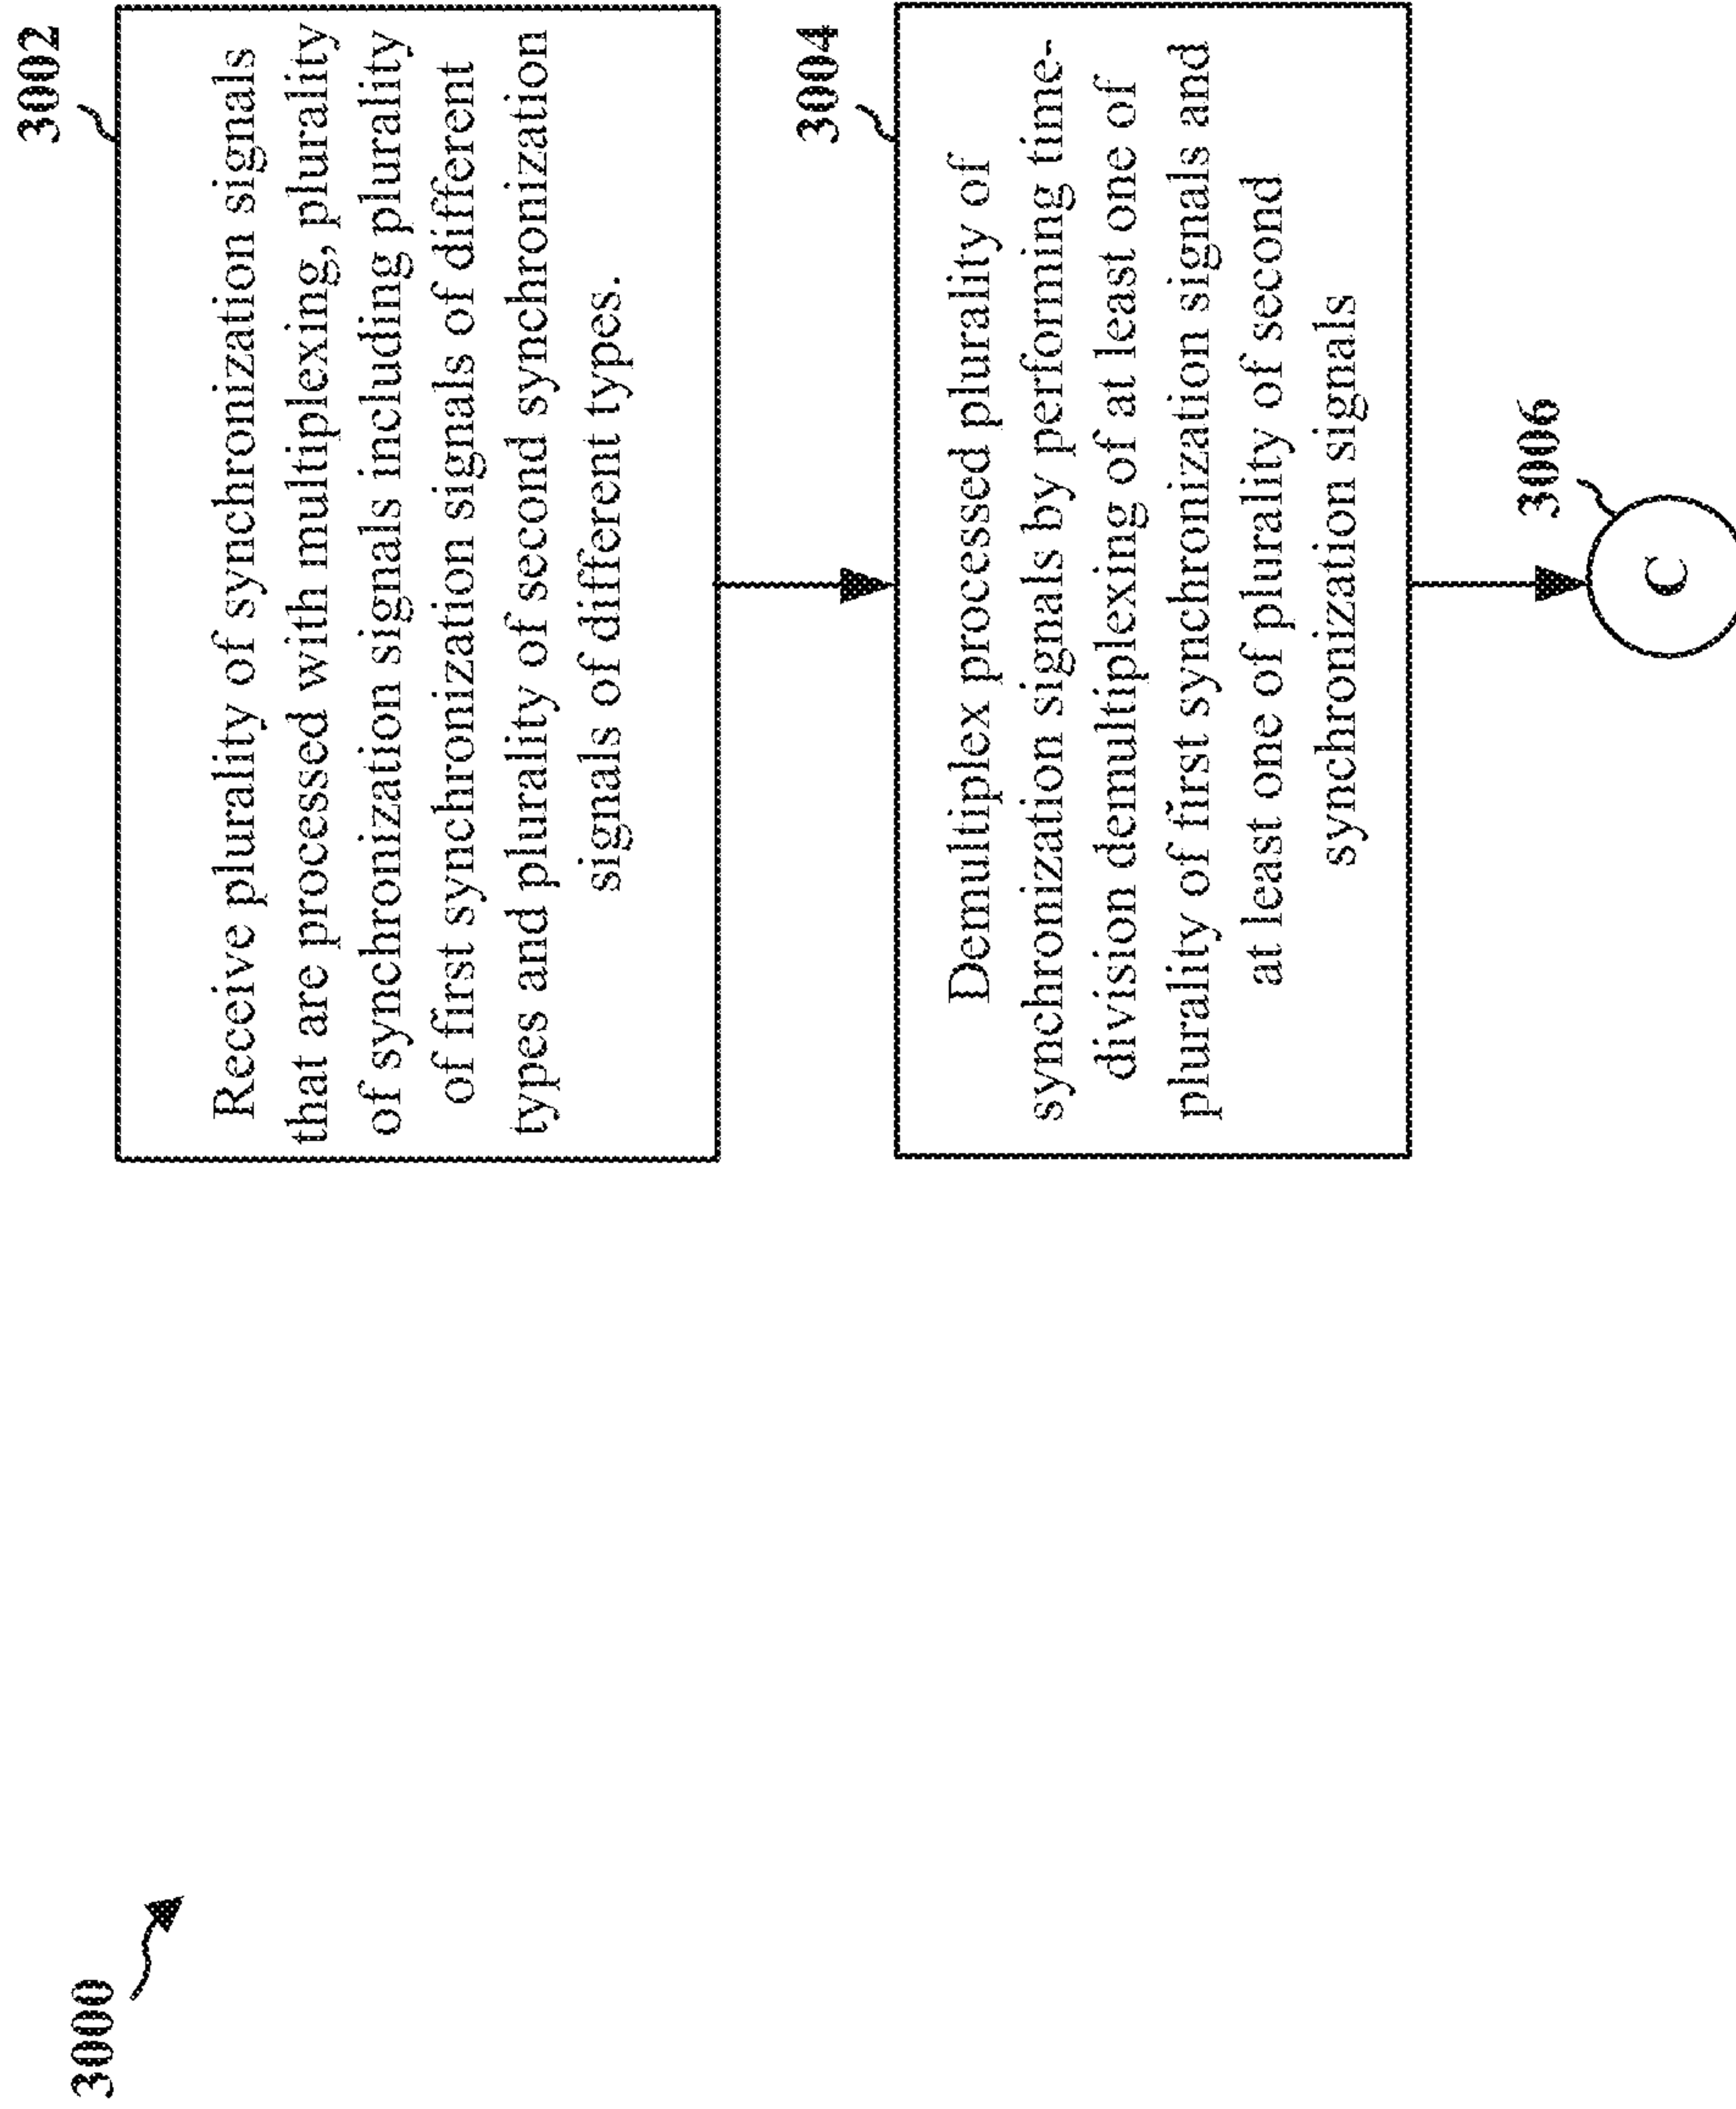 3000
3002
Receive plurality of synchronization signals
that are processed with multiplexing, plurality
of synchronization signals including plurality
of first synchronization signals of different
types and plurality of second synchronization
signals of different types.
3004
Demultiplex processed plurality of
synchronization signals by performing time-
division demultiplexing of at least one of
plurality of first synchronization signals and
at least one of plurality of second
synchronization signals
3006
C